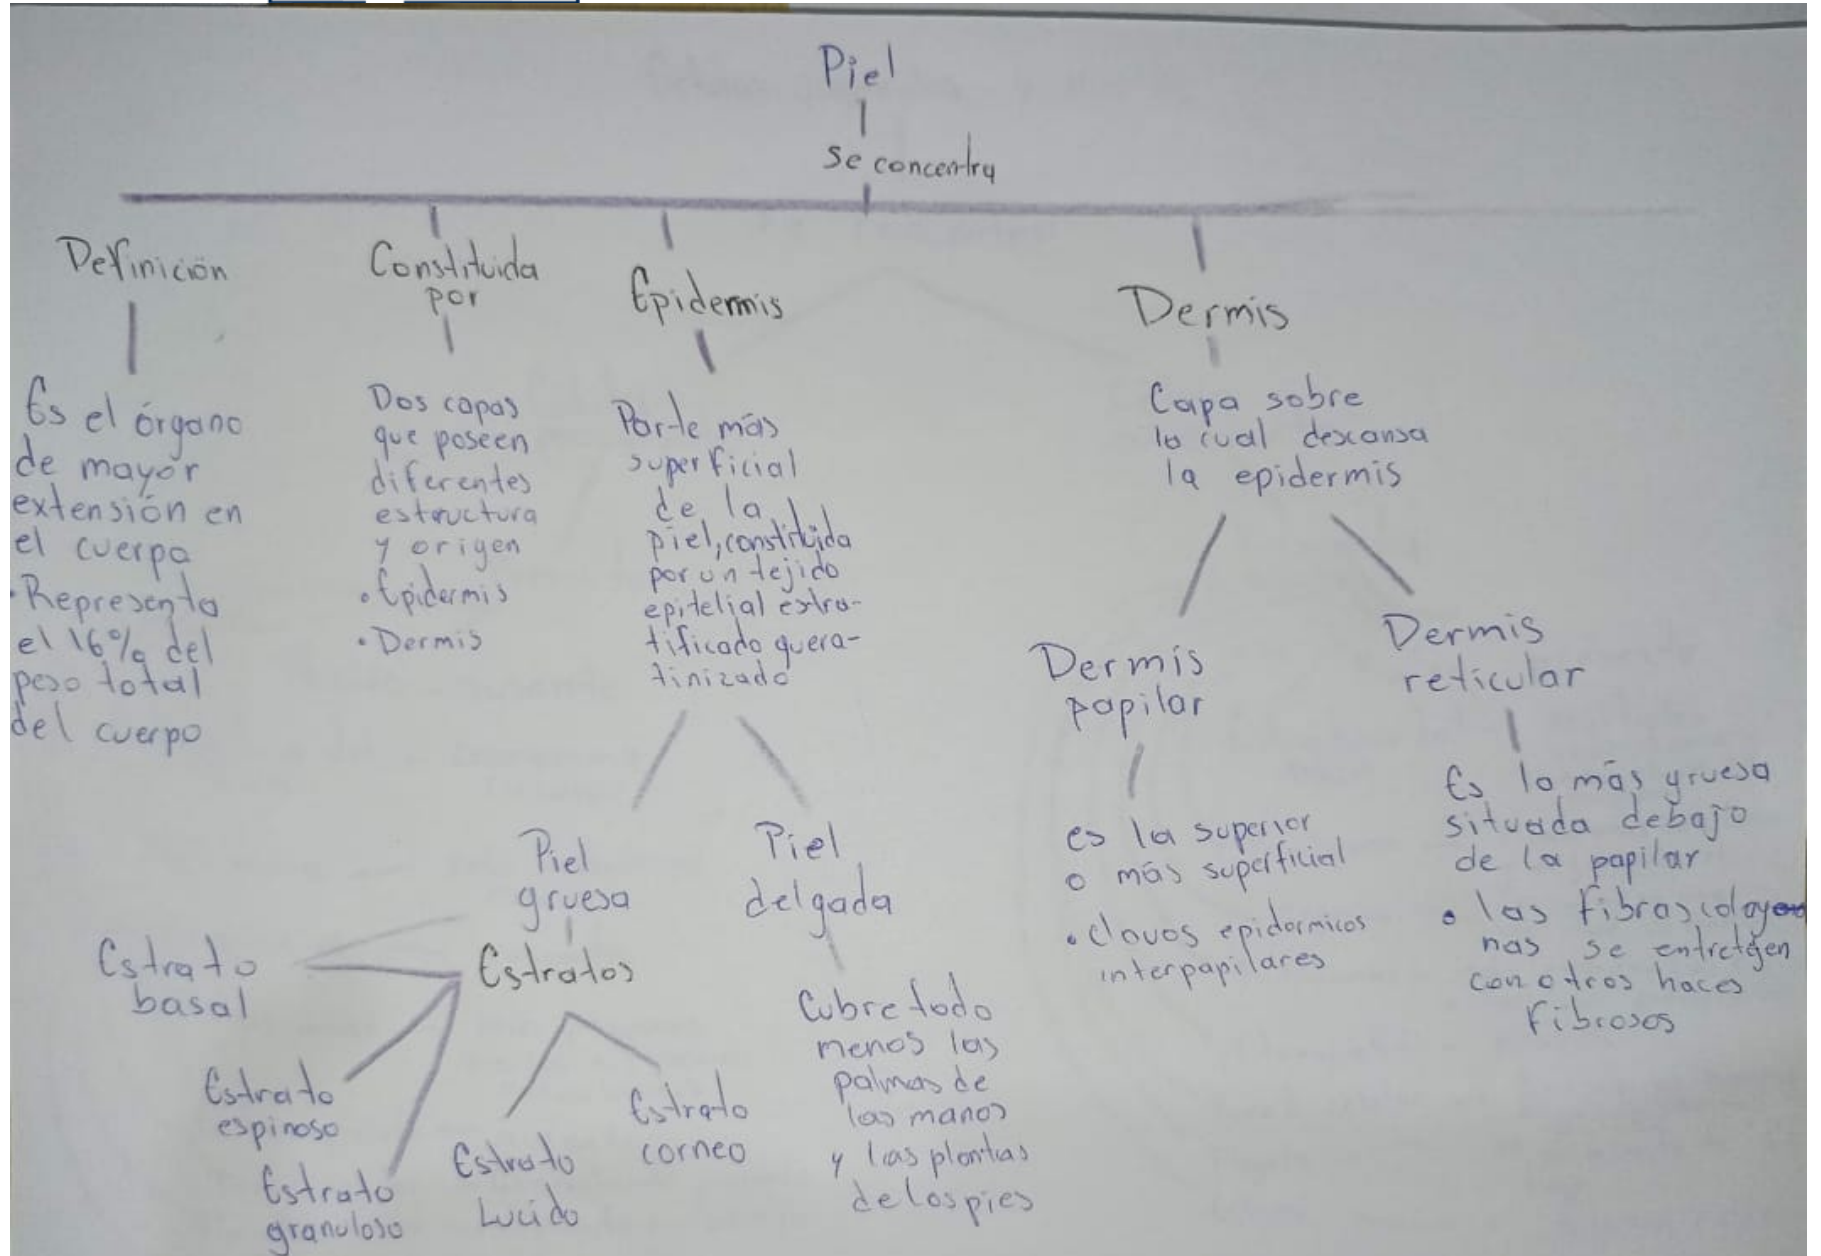 Piel
se concentra
Definición
Es el órgano
de mayor
extensión en
el cuerpo
• Representa
el 16% del
peso total
del cuerpo
Constituida
por
Dos capas
que poseen
diferentes
estructura
y origen
• Epidermis
• Dermis
Epidermis
Parte más
superficial
de la
piel, constituida
por un tejido
epitelial estra-
tificado quera-
tinizado
Piel
gruesa
Estratos
Estrato
basal
Estrato
espinoso
Estrato
granuloso
Estrato
Lucido
Estrato
corneo
Piel
delgada
Cubre todo
menos las
palmas de
las manos
y las plantas
de los pies
Dermis
Capa sobre
la cual descansa
la epidermis
Dermis
papilar
es la superior
o más superficial
• Clavos epidérmicos
interpapilares
Dermis
reticular
Es la más gruesa
situada debajo
de la papilar
• las fibras coláge
nas se entretejen
con otros haces
Fibrosos